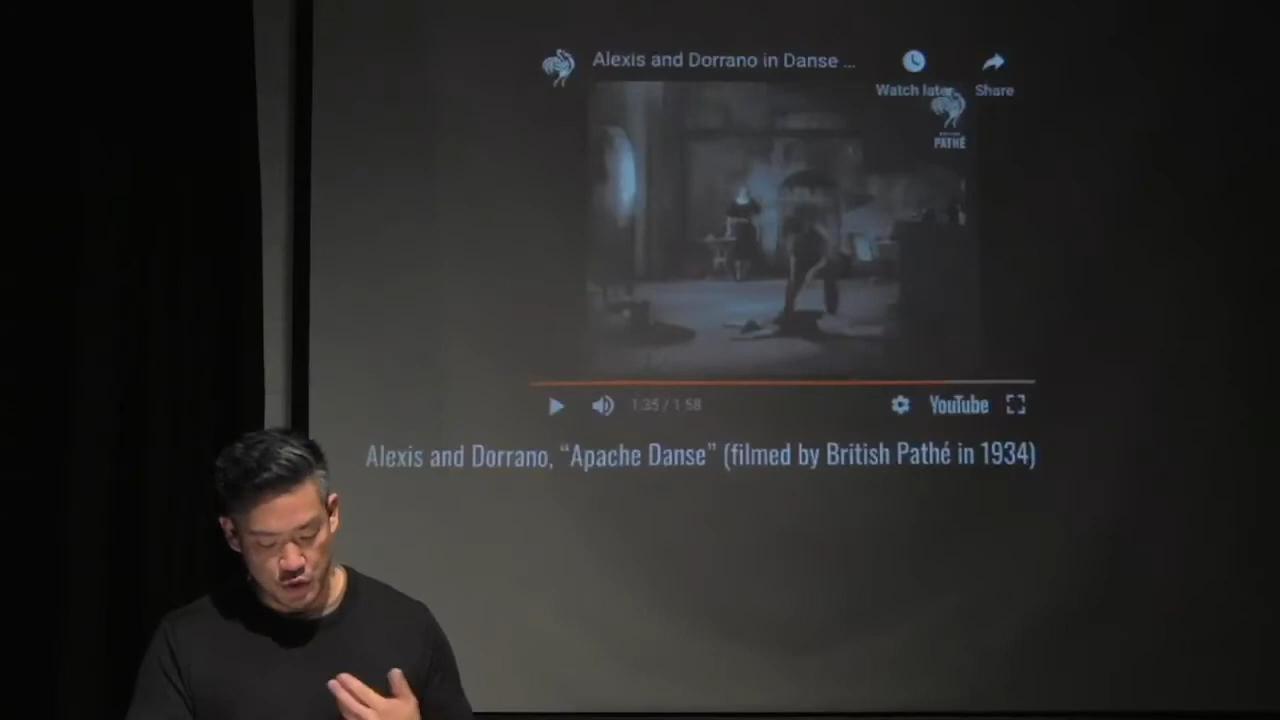 Alexis and Dorrano in Danse ...
Watch later
Share
BRITISH
PATHÉ
1:35 / 1:58
YouTube
Alexis and Dorrano, “Apache Danse” (filmed by British Pathé in 1934)